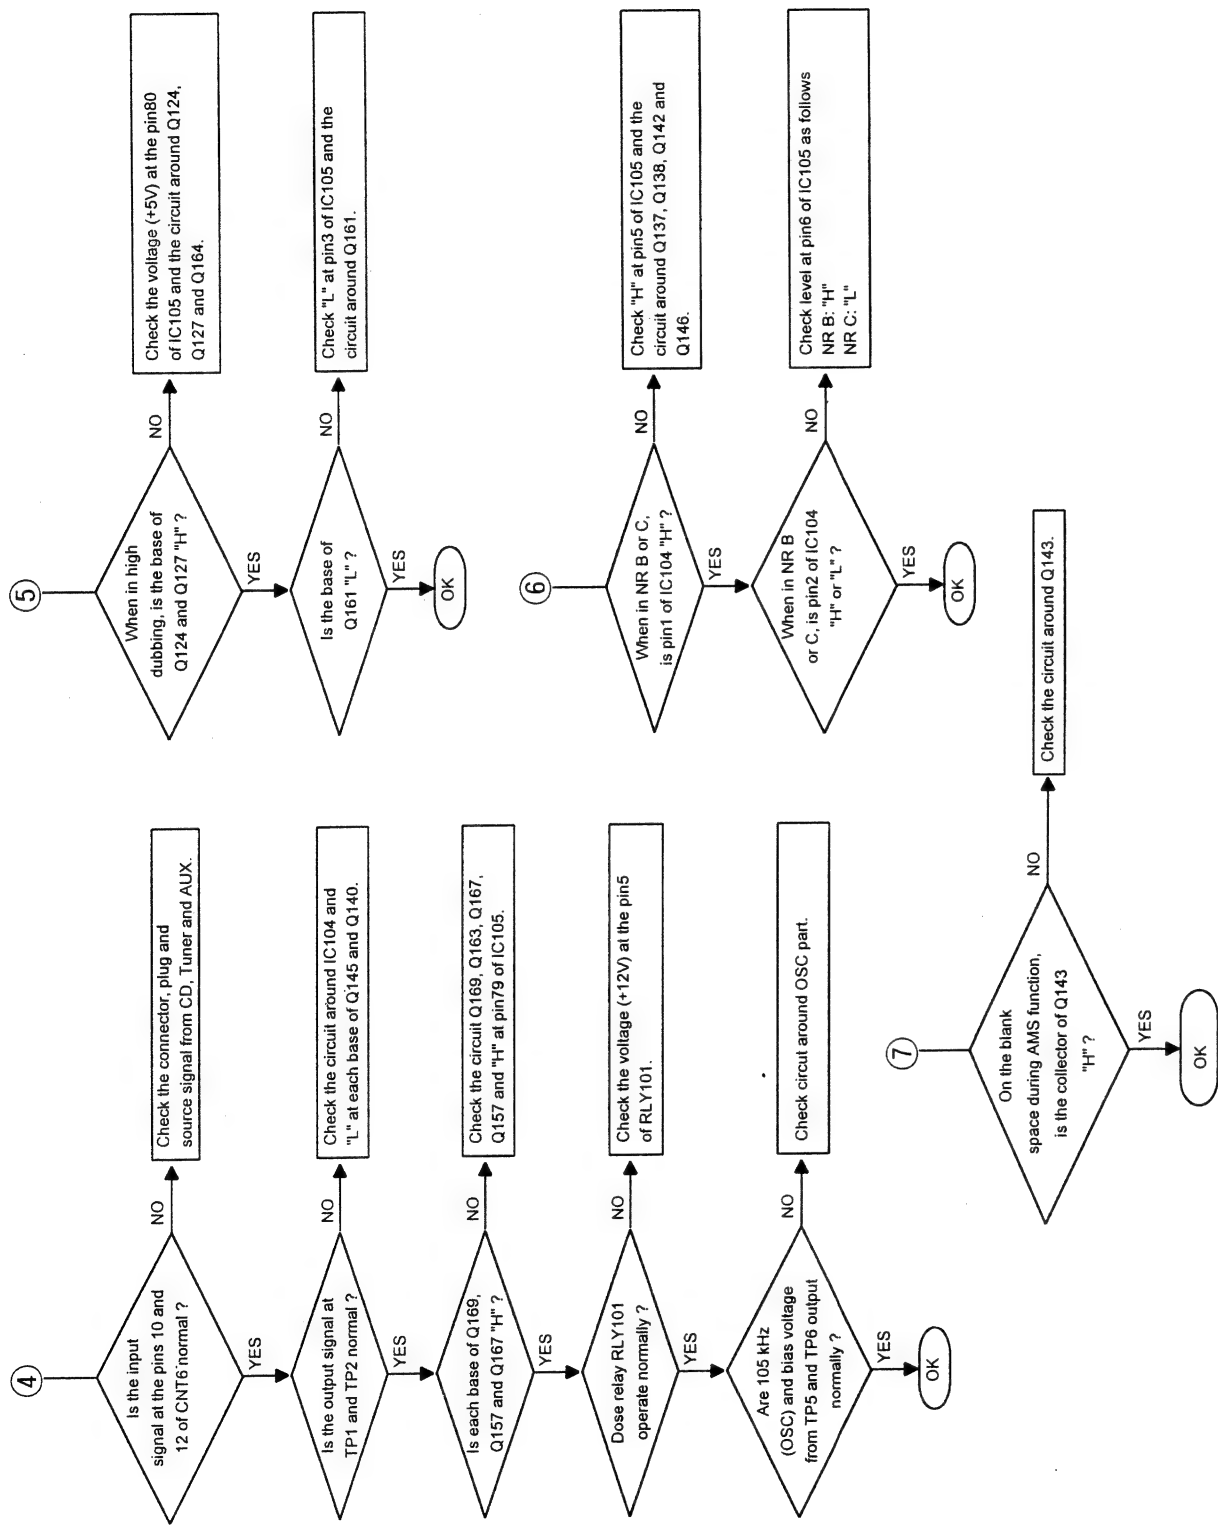 4
Is the input
signal at the pins 10 and
12 of CNT6 normal ?
NO
Check the connector, plug and
source signal from CD, Tuner and AUX.
YES
Is the output signal at
TP1 and TP2 normal ?
NO
Check the circuit around IC104 and
"L" at each base of Q145 and Q140.
YES
Is each base of Q169,
Q157 and Q167 "H" ?
NO
Check the circuit Q169, Q163, Q167,
Q157 and "H" at pin79 of IC105.
YES
Dose relay RLY101
operate normally ?
NO
Check the voltage (+12V) at the pin5
of RLY101.
YES
Are 105 kHz
(OSC) and bias voltage
from TP5 and TP6 output
normally ?
NO
Check circut around OSC part.
YES
OK
5
When in high
dubbing, is the base of
Q124 and Q127 "H" ?
NO
Check the voltage (+5V) at the pin80
of IC105 and the circuit around Q124,
Q127 and Q164.
YES
Is the base of
Q161 "L" ?
NO
Check "L" at pin3 of IC105 and the
circuit around Q161.
YES
OK
6
When in NR B or C,
is pin1 of IC104 "H" ?
NO
Check "H" at pin5 of IC105 and the
circuit around Q137, Q138, Q142 and
Q146.
YES
When in NR B
or C, is pin2 of IC104
"H" or "L" ?
NO
Check level at pin6 of IC105 as follows
NR B: "H"
NR C: "L"
YES
OK
7
On the blank
space during AMS function,
is the collector of Q143
"H" ?
NO
Check the circuit around Q143.
YES
OK